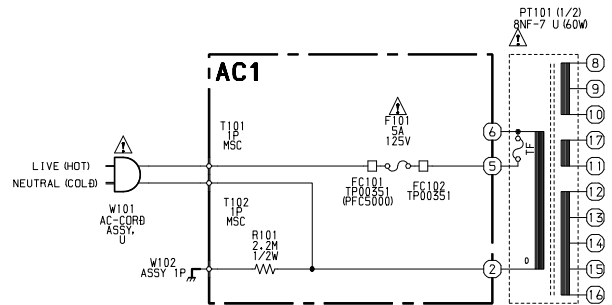 PT101 (1/2)
8NF-7 U (60W)
AC1
T101
1P
MSC
F101
5A
125V
FC101
TP00351
(PFC5000)
FC102
TP00351
LIVE (HOT)
NEUTRAL (COLD)
W101
AC-CORD
ASSY,
U
T102
1P
MSC
R101
2.2M
1/2W
W102
ASSY 1P
6
5
2
TF
0
8
9
10
17
11
12
13
14
15
16